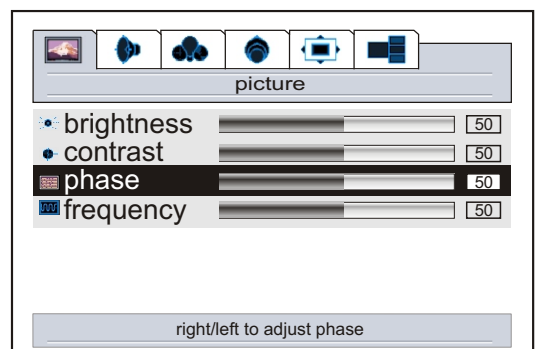 picture
brightness 50
contrast 50
phase 50
frequency 50
right/left to adjust phase